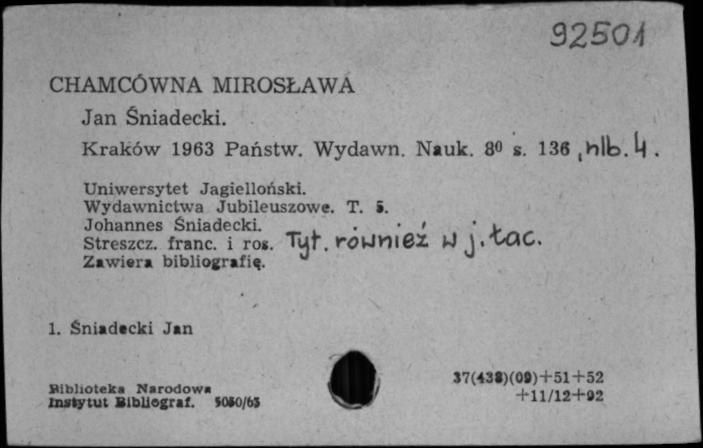 92501
CHAMCÓWNA MIROSŁAWA
Jan Śniadecki.
Kraków 1963 Państw. Wydawn. Nauk. 8⁰ s. 136, nlb. 4.
Uniwersytet Jagielloński.
Wydawnictwa Jubileuszowe. T. 5.
Johannes Śniadecki.
Streszcz. franc. i ros. Tyt. również w j. łac.
Zawiera bibliografię.
1. Śniadecki Jan
Biblioteka Narodowa
Instytut Bibliograf. 5050/63
37(438)(09)+51+52
+11/12+92